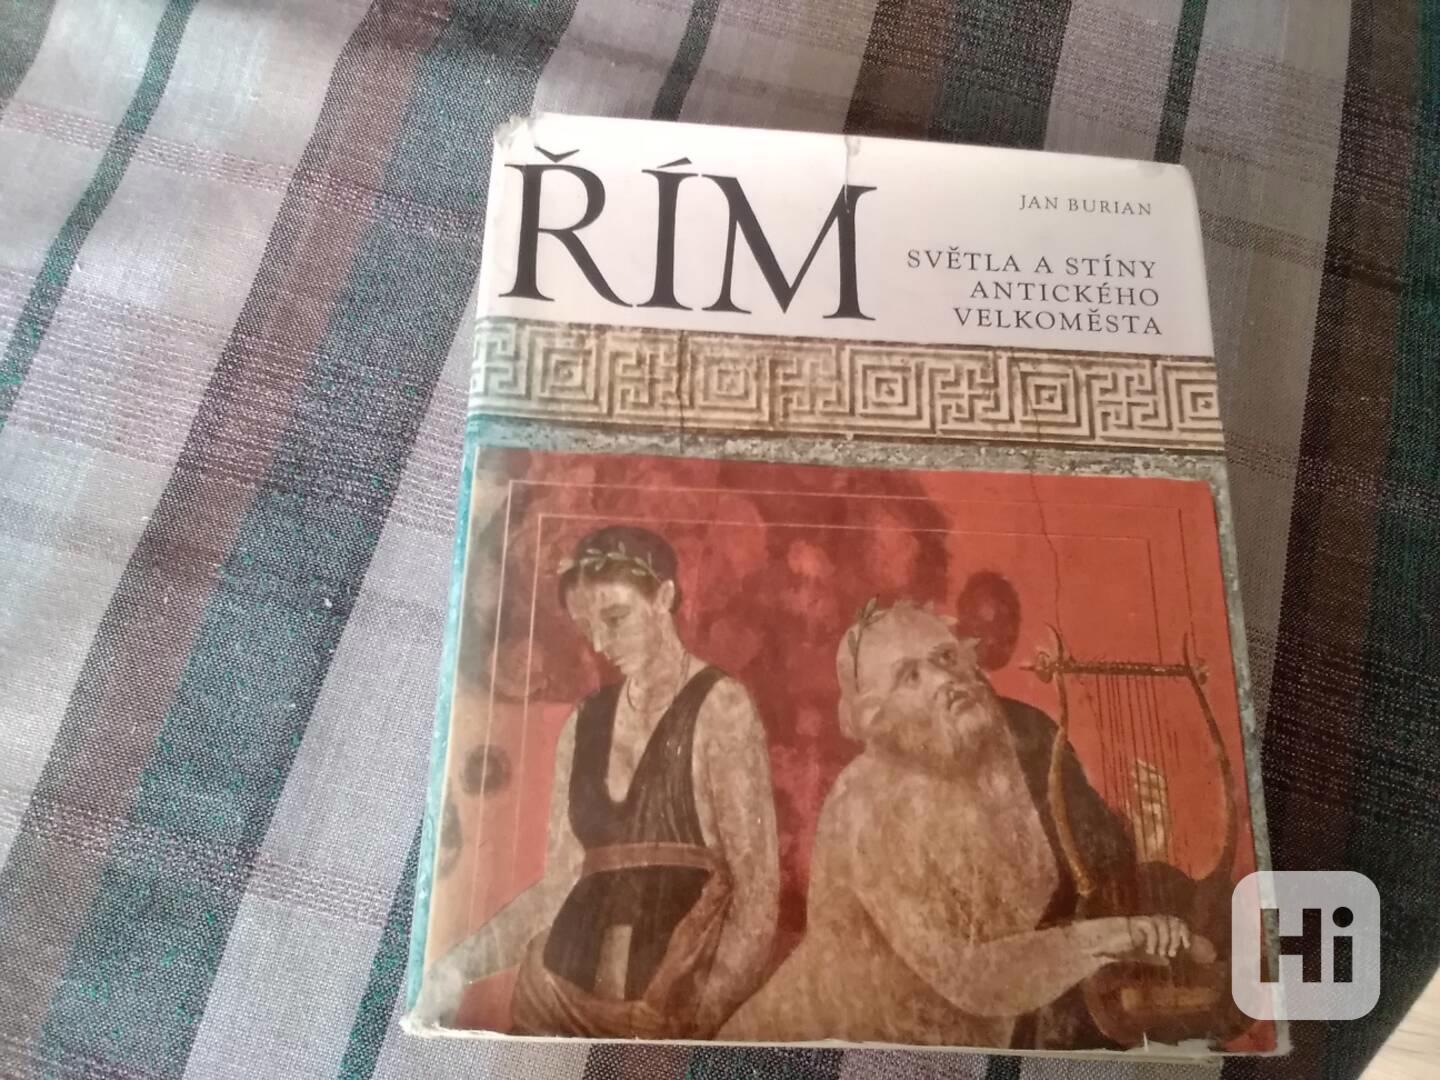 ŘÍM
JAN BURIAN
SVĚTLA A STÍNY
ANTICKÉHO
VELKOMĚSTA
Hi